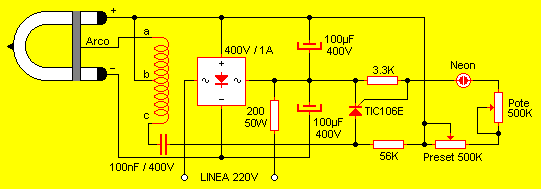 +
a
Arco
b
–
c
100nF / 400V
400V / 1A
+
~
~
–
100µF
400V
200
50W
100µF
400V
LINEA 220V
3.3K
TIC106E
56K
Neon
Pote
500K
Preset 500K